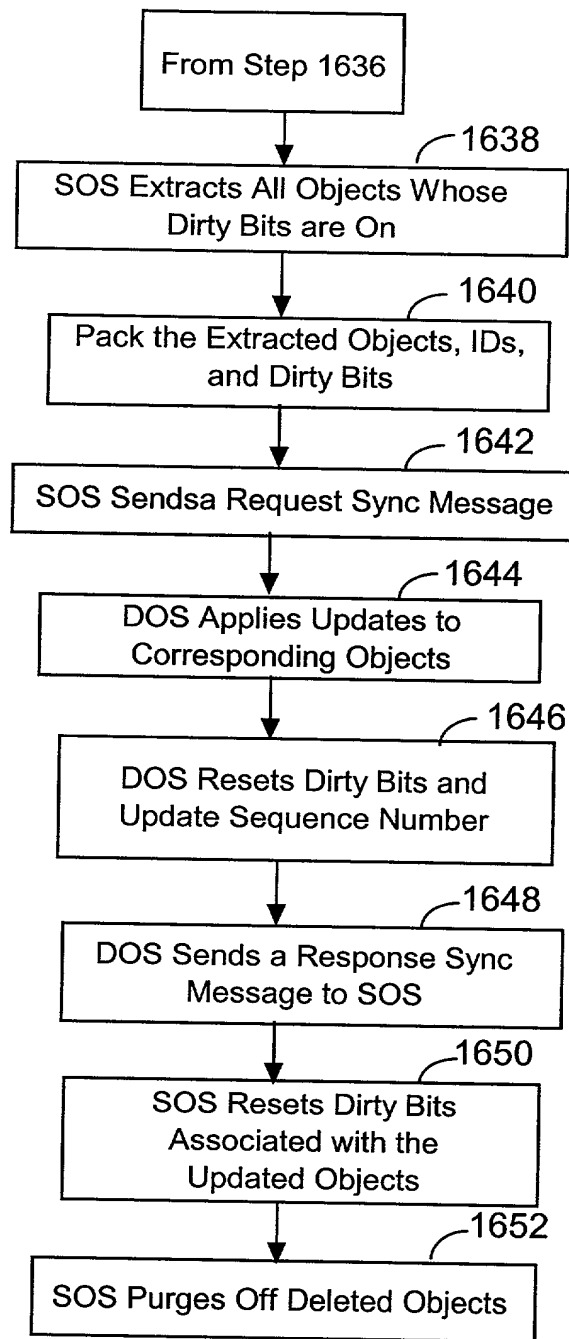 From Step 1636
1638
SOS Extracts All Objects Whose
Dirty Bits are On
1640
Pack the Extracted Objects, IDs,
and Dirty Bits
1642
SOS Sendsa Request Sync Message
1644
DOS Applies Updates to
Corresponding Objects
1646
DOS Resets Dirty Bits and
Update Sequence Number
1648
DOS Sends a Response Sync
Message to SOS
1650
SOS Resets Dirty Bits
Associated with the
Updated Objects
1652
SOS Purges Off Deleted Objects